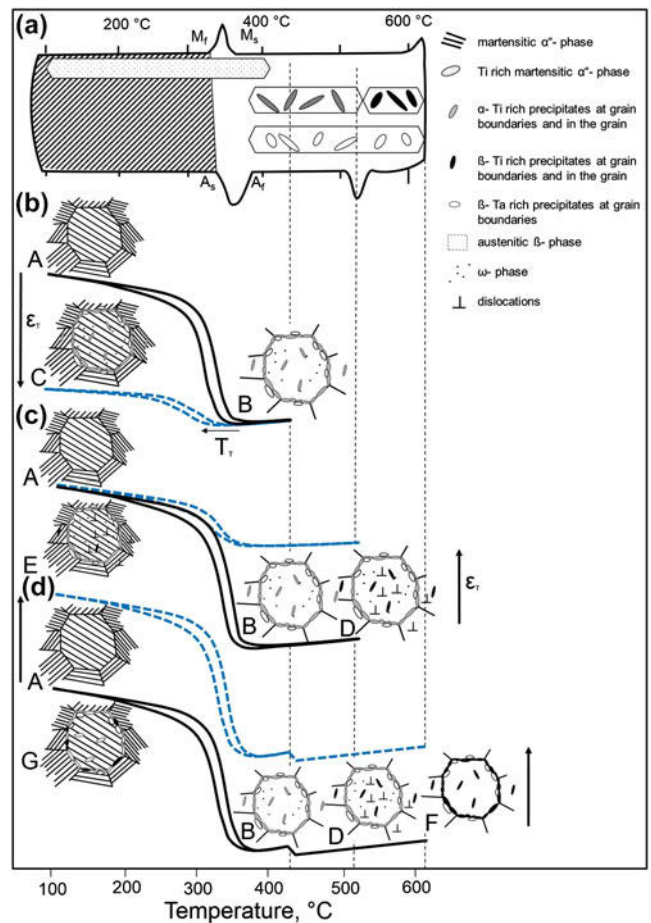 (a)
200 °C
400 °C
600 °C
Mf
Ms
As
Af
martensitic α"- phase
Ti rich martensitic α"- phase
α- Ti rich precipitates at grain
boundaries and in the grain
ß- Ti rich precipitates at grain
boundaries and in the grain
ß- Ta rich precipitates at grain
boundaries
austenitic ß- phase
ω- phase
dislocations
(b)
A
εT
C
B
TT
(c)
A
E
B
D
εT
(d)
A
G
B
D
F
100
200
300
400
500
600
Temperature, °C